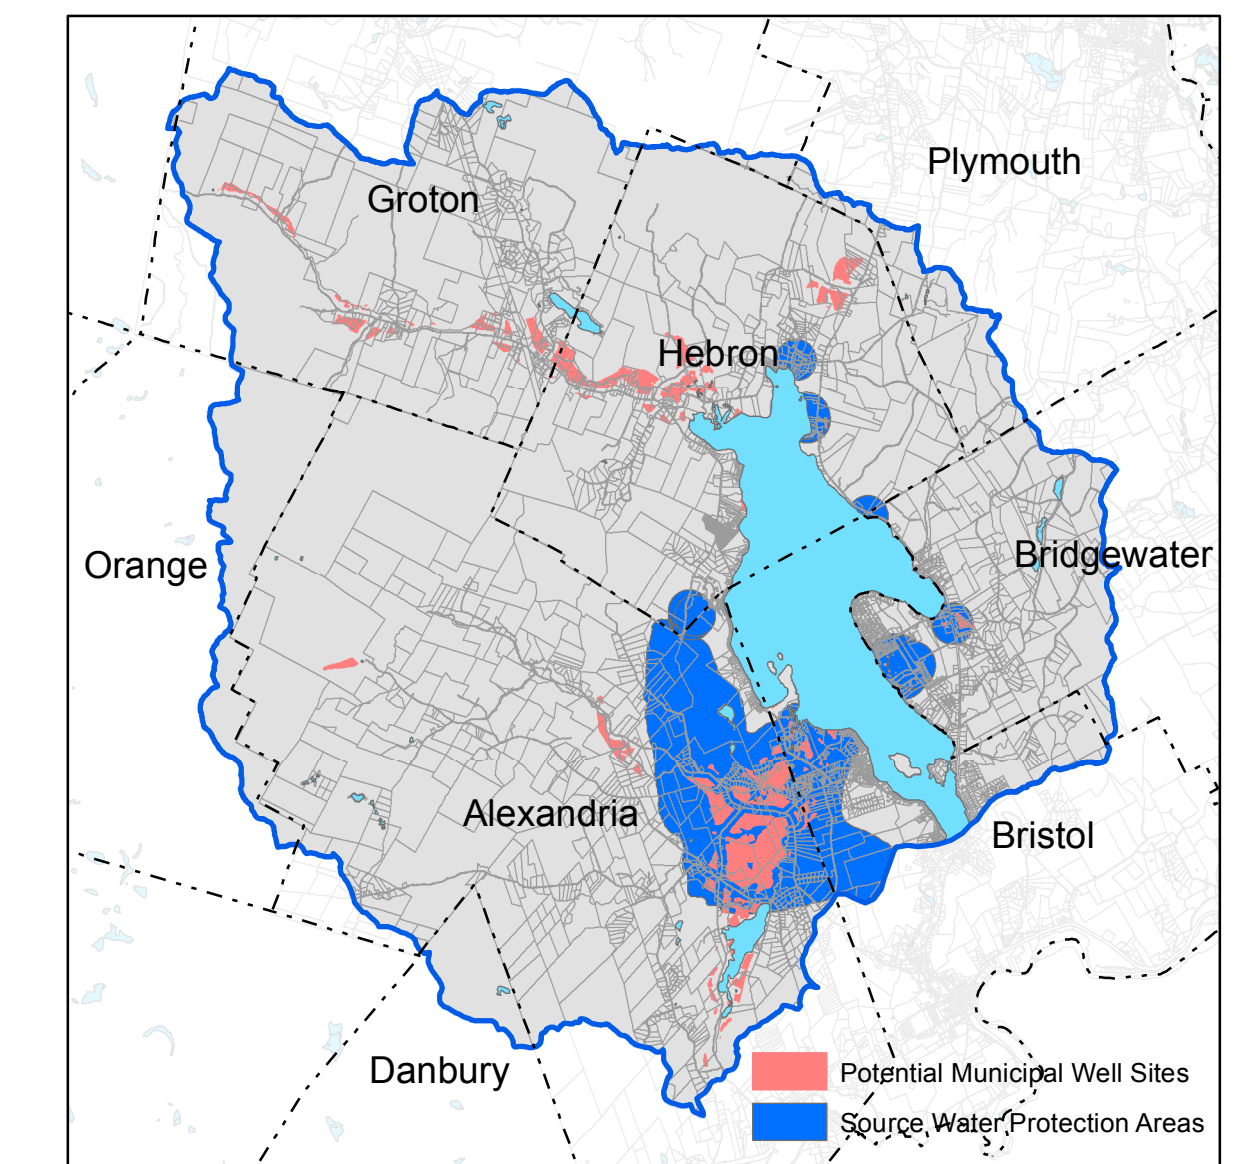 Plymouth
Groton
Hebron
Bridgewater
Orange
Alexandria
Bristol
Danbury
Potential Municipal Well Sites
Source Water Protection Areas